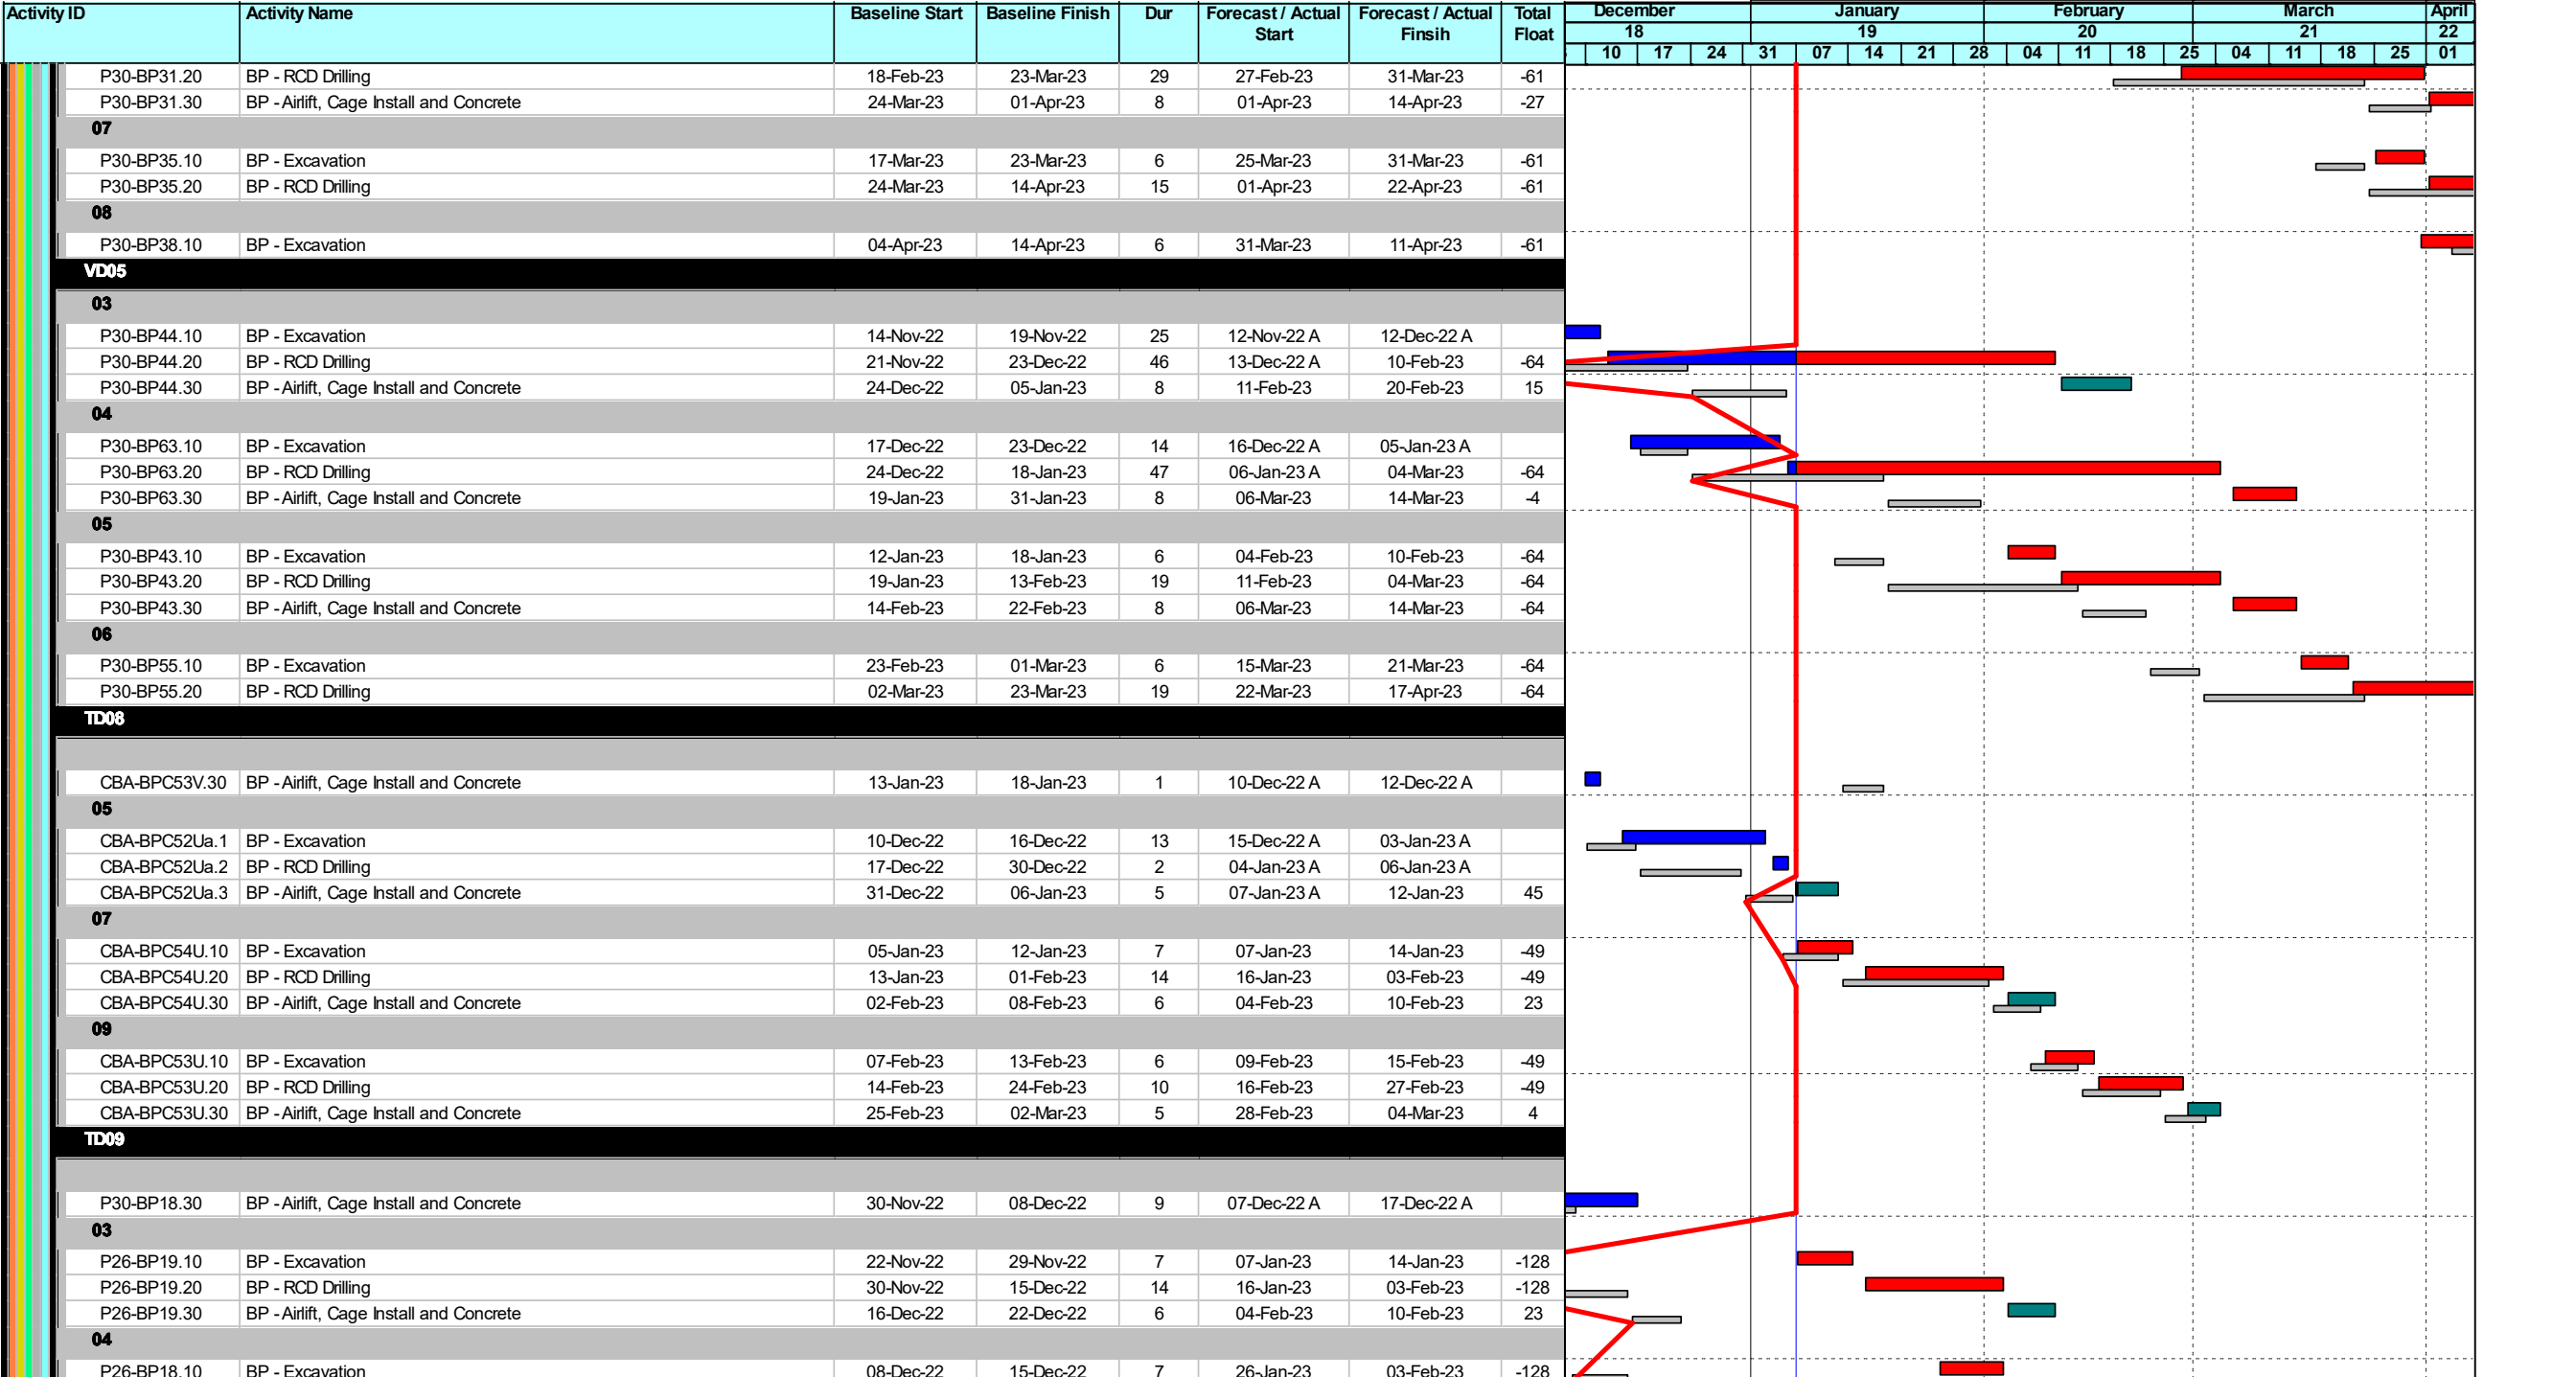 Activity ID Activity Name Baseline Start Baseline Finish Dur Forecast / Actual Start Forecast / Actual Finsih Total Float December January February March April
18 19 20 21 22
10 17 24 31 07 14 21 28 04 11 18 25 04 11 18 25 01
P30-BP31.20 BP - RCD Drilling 18-Feb-23 23-Mar-23 29 27-Feb-23 31-Mar-23 -61
P30-BP31.30 BP - Airlift, Cage Install and Concrete 24-Mar-23 01-Apr-23 8 01-Apr-23 14-Apr-23 -27
07
P30-BP35.10 BP - Excavation 17-Mar-23 23-Mar-23 6 25-Mar-23 31-Mar-23 -61
P30-BP35.20 BP - RCD Drilling 24-Mar-23 14-Apr-23 15 01-Apr-23 22-Apr-23 -61
08
P30-BP38.10 BP - Excavation 04-Apr-23 14-Apr-23 6 31-Mar-23 11-Apr-23 -61
VD05
03
P30-BP44.10 BP - Excavation 14-Nov-22 19-Nov-22 25 12-Nov-22 A 12-Dec-22 A
P30-BP44.20 BP - RCD Drilling 21-Nov-22 23-Dec-22 46 13-Dec-22 A 10-Feb-23 -64
P30-BP44.30 BP - Airlift, Cage Install and Concrete 24-Dec-22 05-Jan-23 8 11-Feb-23 20-Feb-23 15
04
P30-BP63.10 BP - Excavation 17-Dec-22 23-Dec-22 14 16-Dec-22 A 05-Jan-23 A
P30-BP63.20 BP - RCD Drilling 24-Dec-22 18-Jan-23 47 06-Jan-23 A 04-Mar-23 -64
P30-BP63.30 BP - Airlift, Cage Install and Concrete 19-Jan-23 31-Jan-23 8 06-Mar-23 14-Mar-23 -4
05
P30-BP43.10 BP - Excavation 12-Jan-23 18-Jan-23 6 04-Feb-23 10-Feb-23 -64
P30-BP43.20 BP - RCD Drilling 19-Jan-23 13-Feb-23 19 11-Feb-23 04-Mar-23 -64
P30-BP43.30 BP - Airlift, Cage Install and Concrete 14-Feb-23 22-Feb-23 8 06-Mar-23 14-Mar-23 -64
06
P30-BP55.10 BP - Excavation 23-Feb-23 01-Mar-23 6 15-Mar-23 21-Mar-23 -64
P30-BP55.20 BP - RCD Drilling 02-Mar-23 23-Mar-23 19 22-Mar-23 17-Apr-23 -64
TD08
CBA-BPC53V.30 BP - Airlift, Cage Install and Concrete 13-Jan-23 18-Jan-23 1 10-Dec-22 A 12-Dec-22 A
05
CBA-BPC52Ua.1 BP - Excavation 10-Dec-22 16-Dec-22 13 15-Dec-22 A 03-Jan-23 A
CBA-BPC52Ua.2 BP - RCD Drilling 17-Dec-22 30-Dec-22 2 04-Jan-23 A 06-Jan-23 A
CBA-BPC52Ua.3 BP - Airlift, Cage Install and Concrete 31-Dec-22 06-Jan-23 5 07-Jan-23 A 12-Jan-23 45
07
CBA-BPC54U.10 BP - Excavation 05-Jan-23 12-Jan-23 7 07-Jan-23 14-Jan-23 -49
CBA-BPC54U.20 BP - RCD Drilling 13-Jan-23 01-Feb-23 14 16-Jan-23 03-Feb-23 -49
CBA-BPC54U.30 BP - Airlift, Cage Install and Concrete 02-Feb-23 08-Feb-23 6 04-Feb-23 10-Feb-23 23
09
CBA-BPC53U.10 BP - Excavation 07-Feb-23 13-Feb-23 6 09-Feb-23 15-Feb-23 -49
CBA-BPC53U.20 BP - RCD Drilling 14-Feb-23 24-Feb-23 10 16-Feb-23 27-Feb-23 -49
CBA-BPC53U.30 BP - Airlift, Cage Install and Concrete 25-Feb-23 02-Mar-23 5 28-Feb-23 04-Mar-23 4
TD09
P30-BP18.30 BP - Airlift, Cage Install and Concrete 30-Nov-22 08-Dec-22 9 07-Dec-22 A 17-Dec-22 A
03
P26-BP19.10 BP - Excavation 22-Nov-22 29-Nov-22 7 07-Jan-23 14-Jan-23 -128
P26-BP19.20 BP - RCD Drilling 30-Nov-22 15-Dec-22 14 16-Jan-23 03-Feb-23 -128
P26-BP19.30 BP - Airlift, Cage Install and Concrete 16-Dec-22 22-Dec-22 6 04-Feb-23 10-Feb-23 23
04
P26-BP18.10 BP - Excavation 08-Dec-22 15-Dec-22 7 26-Jan-23 03-Feb-23 -128